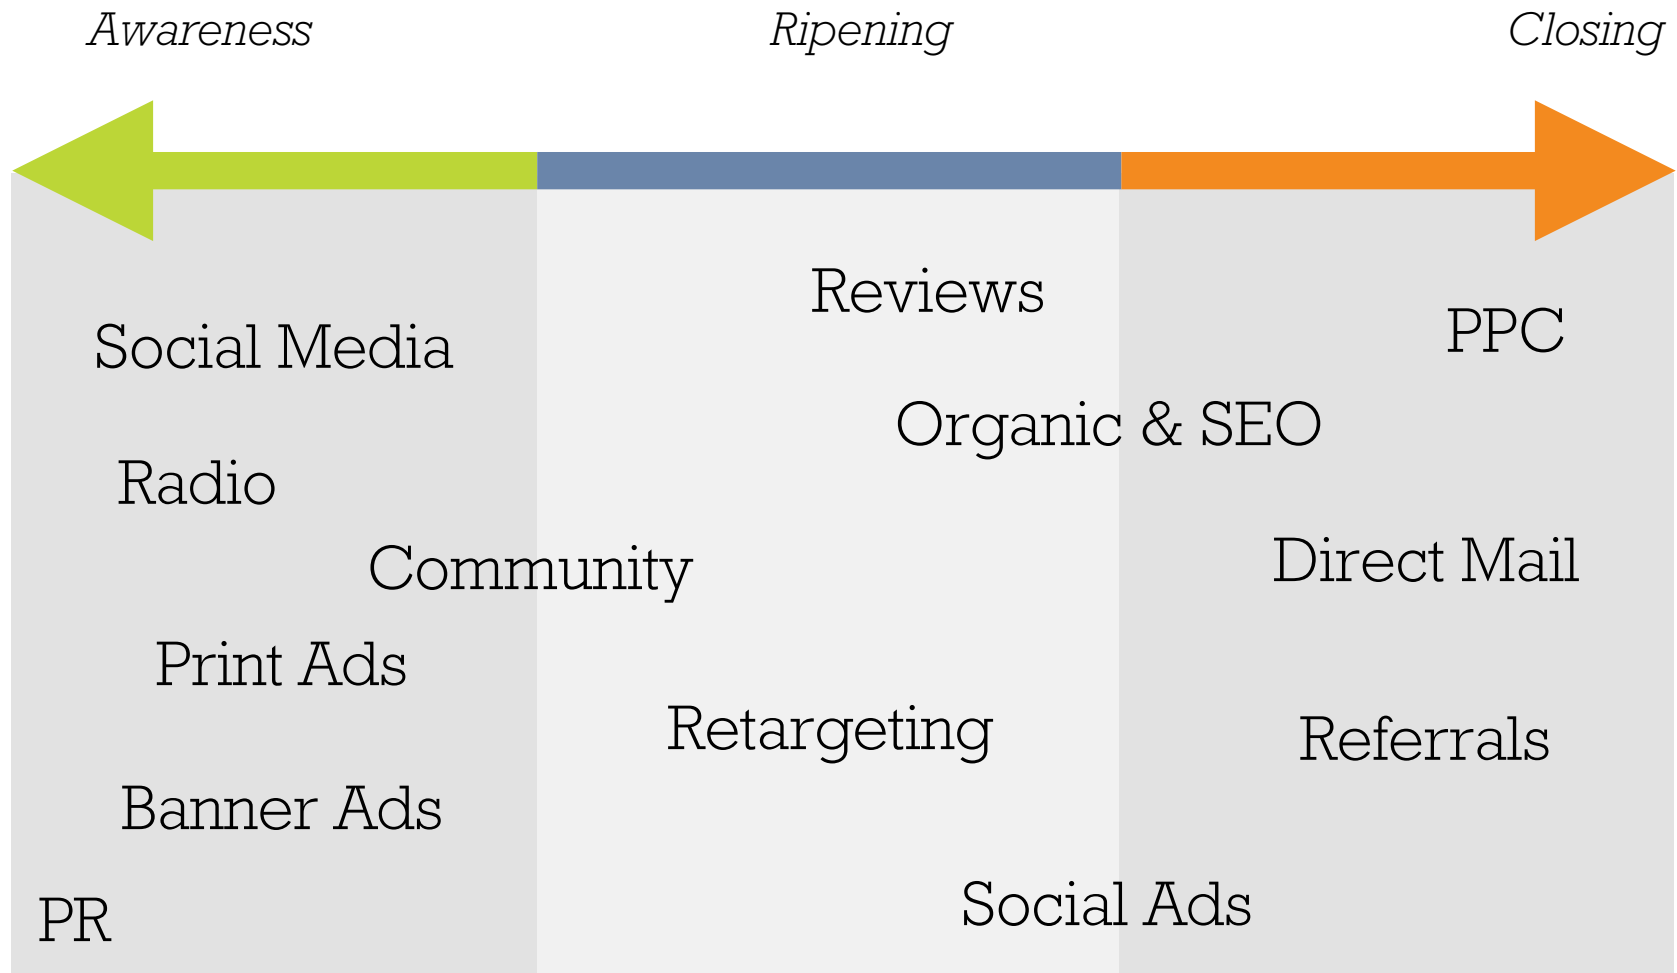 Awareness
Ripening
Closing
Reviews
PPC
Social Media
Organic & SEO
Radio
Community
Direct Mail
Print Ads
Retargeting
Referrals
Banner Ads
Social Ads
PR